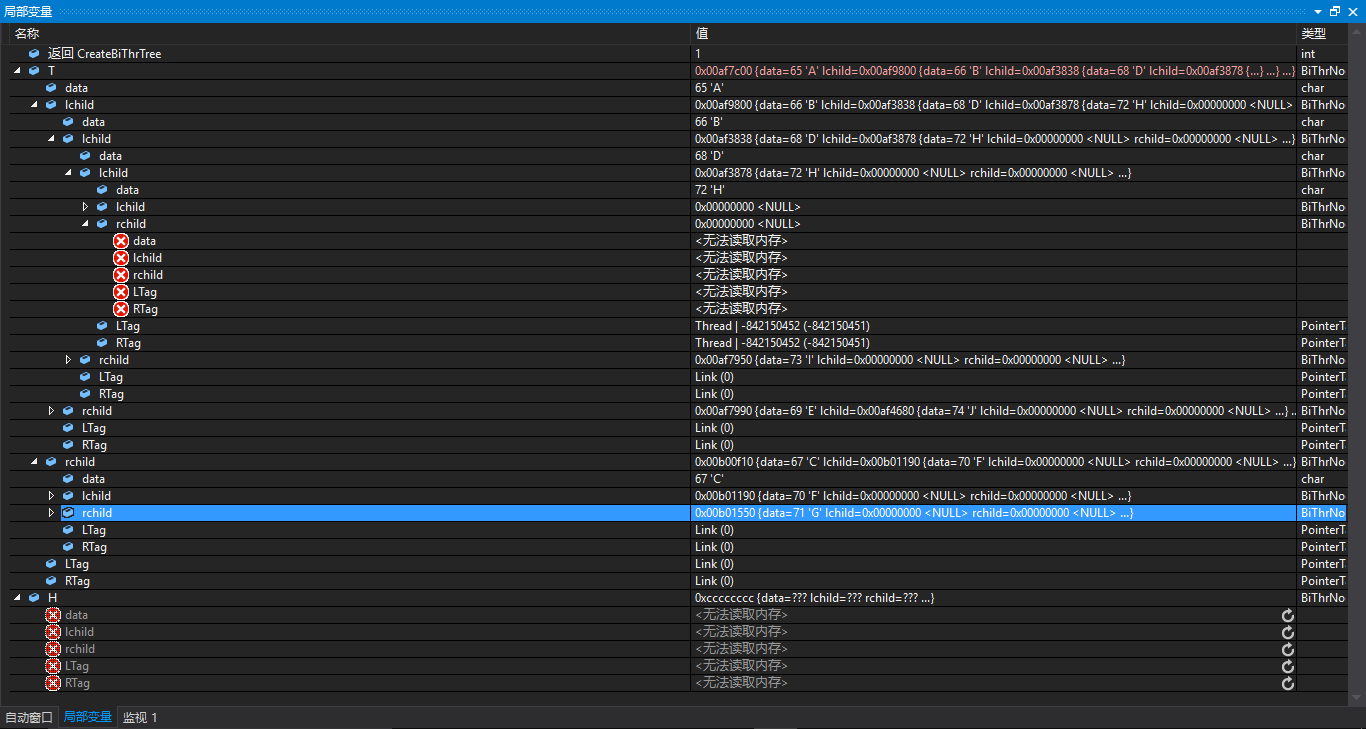 局部变量
名称 值 类型
返回 CreateBiThrTree 1 int
T 0x00af7c00 {data=65 'A' lchild=0x00af9800 {data=66 'B' lchild=0x00af3838 {data=68 'D' lchild=0x00af3878 {...} ...} ...} BiThrNo
data 65 'A' char
lchild 0x00af9800 {data=66 'B' lchild=0x00af3838 {data=68 'D' lchild=0x00af3878 {data=72 'H' lchild=0x00000000 <NULL> BiThrNo
data 66 'B' char
lchild 0x00af3838 {data=68 'D' lchild=0x00af3878 {data=72 'H' lchild=0x00000000 <NULL> rchild=0x00000000 <NULL> ...} ...} BiThrNo
data 68 'D' char
lchild 0x00af3878 {data=72 'H' lchild=0x00000000 <NULL> rchild=0x00000000 <NULL> ...} BiThrNo
data 72 'H' char
lchild 0x00000000 <NULL> BiThrNo
rchild 0x00000000 <NULL> BiThrNo
data <无法读取内存>
lchild <无法读取内存>
rchild <无法读取内存>
LTag <无法读取内存>
RTag <无法读取内存>
LTag Thread | -842150452 (-842150451) PointerT
RTag Thread | -842150452 (-842150451) PointerT
rchild 0x00af7950 {data=73 'I' lchild=0x00000000 <NULL> rchild=0x00000000 <NULL> ...} BiThrNo
LTag Link (0) PointerT
RTag Link (0) PointerT
rchild 0x00af7990 {data=69 'E' lchild=0x00af4680 {data=74 'J' lchild=0x00000000 <NULL> rchild=0x00000000 <NULL> ...} .. BiThrNo
LTag Link (0) PointerT
RTag Link (0) PointerT
rchild 0x00b00f10 {data=67 'C' lchild=0x00b01190 {data=70 'F' lchild=0x00000000 <NULL> rchild=0x00000000 <NULL> ...} BiThrNo
data 67 'C' char
lchild 0x00b01190 {data=70 'F' lchild=0x00000000 <NULL> rchild=0x00000000 <NULL> ...} BiThrNo
rchild 0x00b01550 {data=71 'G' lchild=0x00000000 <NULL> rchild=0x00000000 <NULL> ...} BiThrNo
LTag Link (0) PointerT
RTag Link (0) PointerT
LTag Link (0) PointerT
RTag Link (0) PointerT
H 0xcccccccc {data=??? lchild=??? rchild=??? ...} BiThrNo
data <无法读取内存>
lchild <无法读取内存>
rchild <无法读取内存>
LTag <无法读取内存>
RTag <无法读取内存>
自动窗口 局部变量 监视 1